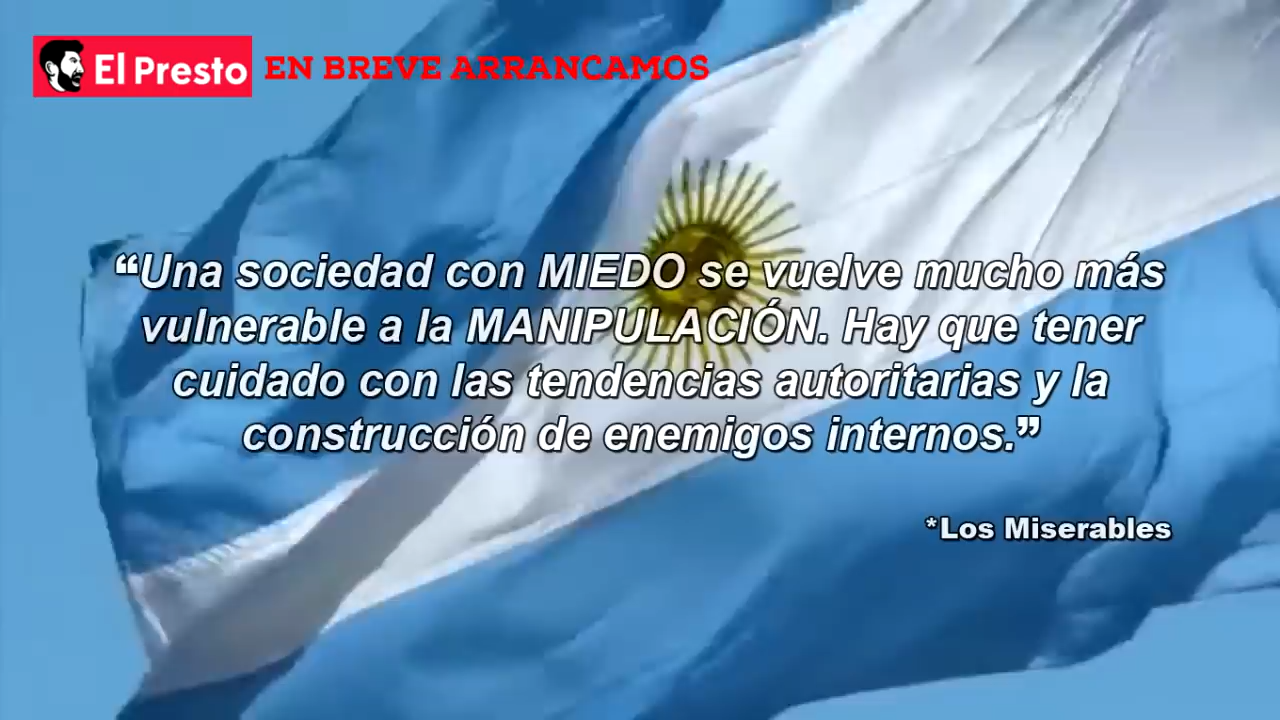 El Presto EN BREVE ARRANCAMOS
“Una sociedad con MIEDO se vuelve mucho más
vulnerable a la MANIPULACIÓN. Hay que tener
cuidado con las tendencias autoritarias y la
construcción de enemigos internos.”
*Los Miserables